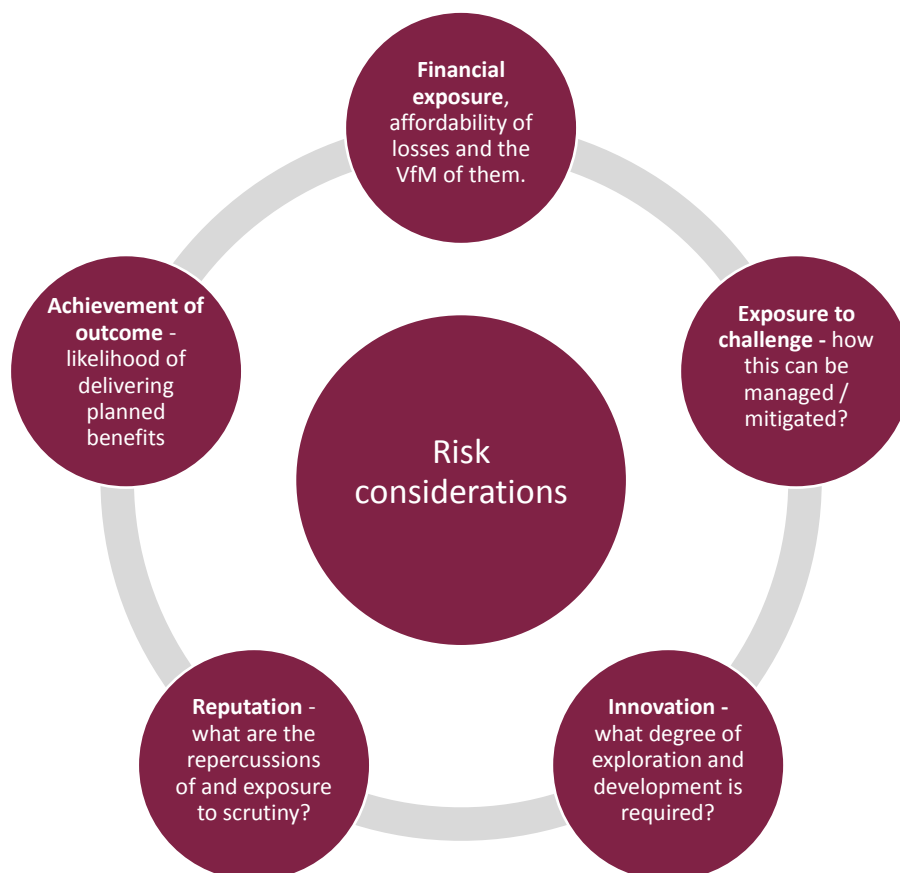 Financial
exposure,
affordability of
losses and the
VfM of them.
Exposure to
challenge - how
this can be
managed /
mitigated?
Innovation -
what degree of
exploration and
development is
required?
Reputation -
what are the
repercussions
of and exposure
to scrutiny?
Achievement of
outcome -
likelihood of
delivering
planned
benefits
Risk
considerations